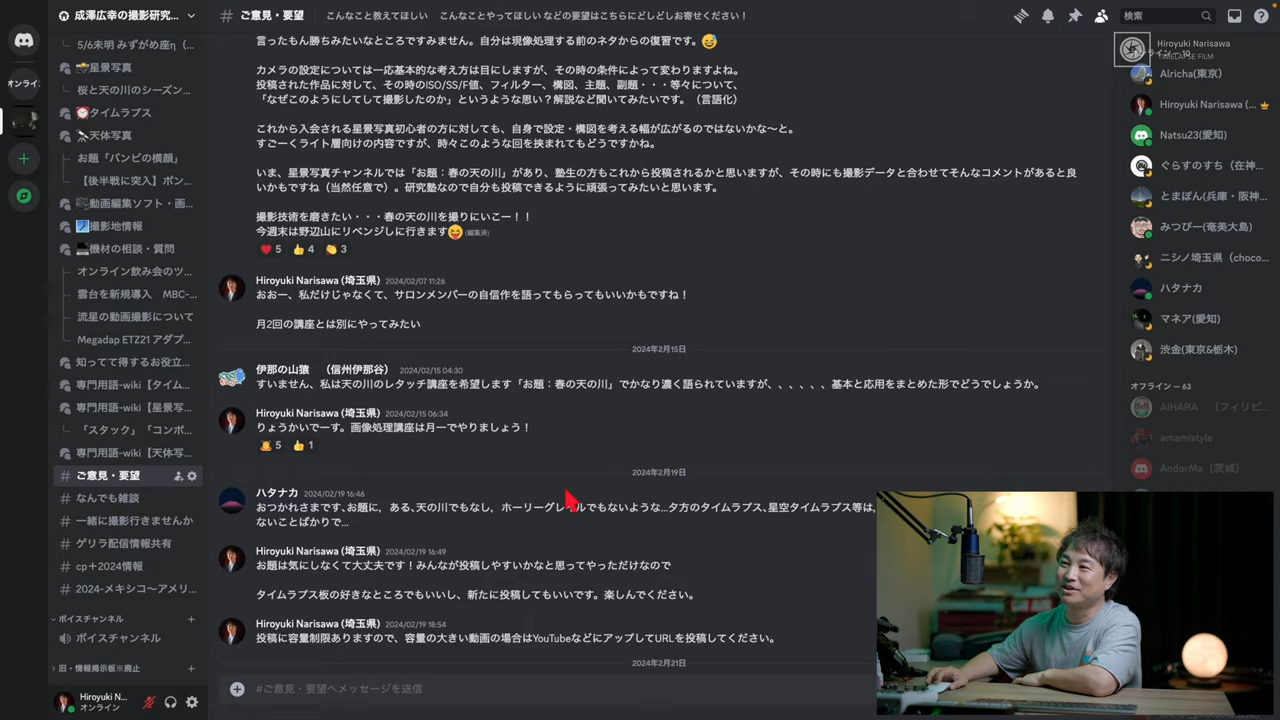 成澤広幸の撮影研究...
# ご意見・要望
こんなこと教えてほしい　こんなことやってほしい などの要望はこちらにどしどしお寄せください！
検索
Hiroyuki Narisawa
TIMELAPSE FILM
5/6未明 みずがめ座η（
星景写真
桜と天の川のシーズン...
タイムラプス
天体写真
お題「バンビの横顔」
【後半戦に突入】ポン...
動画編集ソフト・画...
撮影地情報
機材の相談・質問
オンライン飲み会のツ...
雲台を新規導入　MBC-...
流星の動画撮影について
Megadap ETZ21 アダプ...
知ってて得するお役立...
専門用語-wiki【タイム...
専門用語-wiki【星景写...
「スタック」「コンポ...
専門用語-wiki【天体写...
# ご意見・要望
# なんでも雑談
# 一緒に撮影行きませんか
# ゲリラ配信情報共有
# cp＋2024情報
# 2024-メキシコ〜アメリ...
ボイスチャンネル
ボイスチャンネル
旧・情報掲示板※廃止
Hiroyuki N...
オンライン
オンライ
言ったもん勝ちみたいなところですみません。自分は現像処理する前のネタからの復習です。😅
カメラの設定については一応基本的な考え方は目にしますが、その時の条件によって変わりますよね。
投稿された作品に対して、その時のISO/SS/F値、フィルター、構図、主題、副題・・・等々について、
「なぜこのようにしてして撮影したのか」というような思い？解説など聞いてみたいです。（言語化）
これから入会される星景写真初心者の方に対しても、自身で設定・構図を考える幅が広がるのではないかな〜と。
すごーくライト層向けの内容ですが、時々このような回を挟まれてもどうですかね。
いま、星景写真チャンネルでは「お題：春の天の川」があり、塾生の方もこれから投稿されるかと思いますが、その時にも撮影データと合わせてそんなコメントがあると良
いかもですね（当然任意で）。研究塾なので自分も投稿できるように頑張ってみたいと思います。
撮影技術を磨きたい・・・春の天の川を撮りにいこー！！
今週末は野辺山にリベンジしに行きます😝(編集済)
❤️ 5 👍 4 👏 3
Hiroyuki Narisawa (埼玉県) 2024/02/07 11:26
おおー、私だけじゃなくて、サロンメンバーの自信作を語ってもらってもいいかもですね！
月2回の講座とは別にやってみたい
2024年2月15日
伊那の山猿　（信州伊那谷） 2024/02/15 04:30
すいません、私は天の川のレタッチ講座を希望します「お題：春の天の川」でかなり濃く語られていますが、、、、、、基本と応用をまとめた形でどうでしょうか。
Hiroyuki Narisawa (埼玉県) 2024/02/15 06:34
りょうかいでーす。画像処理講座は月一でやりましょう！
5 👍 1
2024年2月19日
ハタナカ 2024/02/19 16:46
おつかれさまです、お題に，ある、天の川でもなし，ホーリーグレイルでもないような...夕方のタイムラプス、星空タイムラプス等は,
ないことばかりで...
Hiroyuki Narisawa (埼玉県) 2024/02/19 16:49
お題は気にしなくて大丈夫です！みんなが投稿しやすいかなと思ってやっただけなので
タイムラプス板の好きなところでもいいし、新たに投稿してもいいです。楽しんでください。
Hiroyuki Narisawa (埼玉県) 2024/02/19 18:54
投稿に容量制限ありますので、容量の大きい動画の場合はYouTubeなどにアップしてURLを投稿してください。
2024年2月21日
#ご意見・要望へメッセージを送信
ライン — 10
Alricha(東京)
Hiroyuki Narisawa (...
Natsu23(愛知)
ぐらすのすち（在神...
とまぽん(兵庫・阪神...
みつびー(奄美大島)
ニシノ埼玉県（choco...
ハタナカ
マネア(愛知)
渋金(東京&栃木)
オフライン — 63
AIHARA　（フィリピ...
amamistyle
AndorMa（茨城）